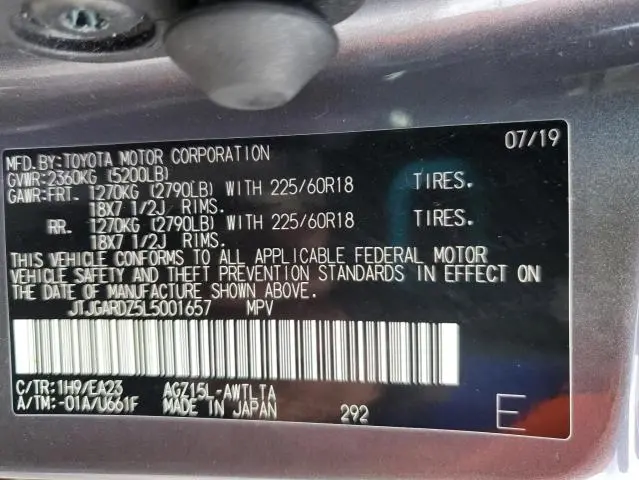 MFD.BY:TOYOTA MOTOR CORPORATION 07/19
GVWR:2360KG (5200LB)
GAWR:FRT. 1270KG (2790LB) WITH 225/60R18 TIRES.
18X7 1/2J RIMS.
RR. 1270KG (2790LB) WITH 225/60R18 TIRES.
18X7 1/2J RIMS.
THIS VEHICLE CONFORMS TO ALL APPLICABLE FEDERAL MOTOR
VEHICLE SAFETY AND THEFT PREVENTION STANDARDS IN EFFECT ON
THE DATE OF MANUFACTURE SHOWN ABOVE.
JTJGARDZ5L5001657 MPV
C/TR:1H9/EA23 AGZ15L-AWTLTA
A/TM:-01A/U661F MADE IN JAPAN 292 E